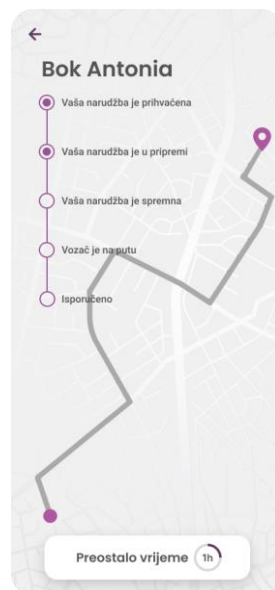 Bok Antonia
Vaša narudžba je prihvaćena
Vaša narudžba je u pripremi
Vaša narudžba je spremna
Vozač je na putu
Isporučeno
Preostalo vrijeme 1h